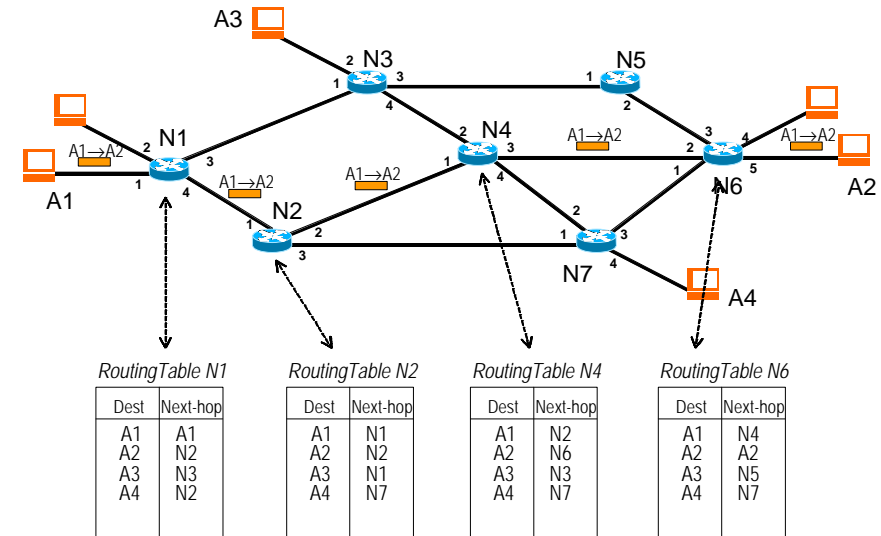 A3
2
N3
1
3
4
N5
1
2
N1
2
3
1
4
A1→A2
A1
A1→A2
N2
1
2
3
A1→A2
N4
2
3
1
4
A1→A2
3
4
2
1
5
N6
A1→A2
A2
2
1
3
4
N7
A4
RoutingTable N1
Dest Next-hop
A1 A1
A2 N2
A3 N3
A4 N2
RoutingTable N2
Dest Next-hop
A1 N1
A2 N2
A3 N1
A4 N7
RoutingTable N4
Dest Next-hop
A1 N2
A2 N6
A3 N3
A4 N7
RoutingTable N6
Dest Next-hop
A1 N4
A2 A2
A3 N5
A4 N7